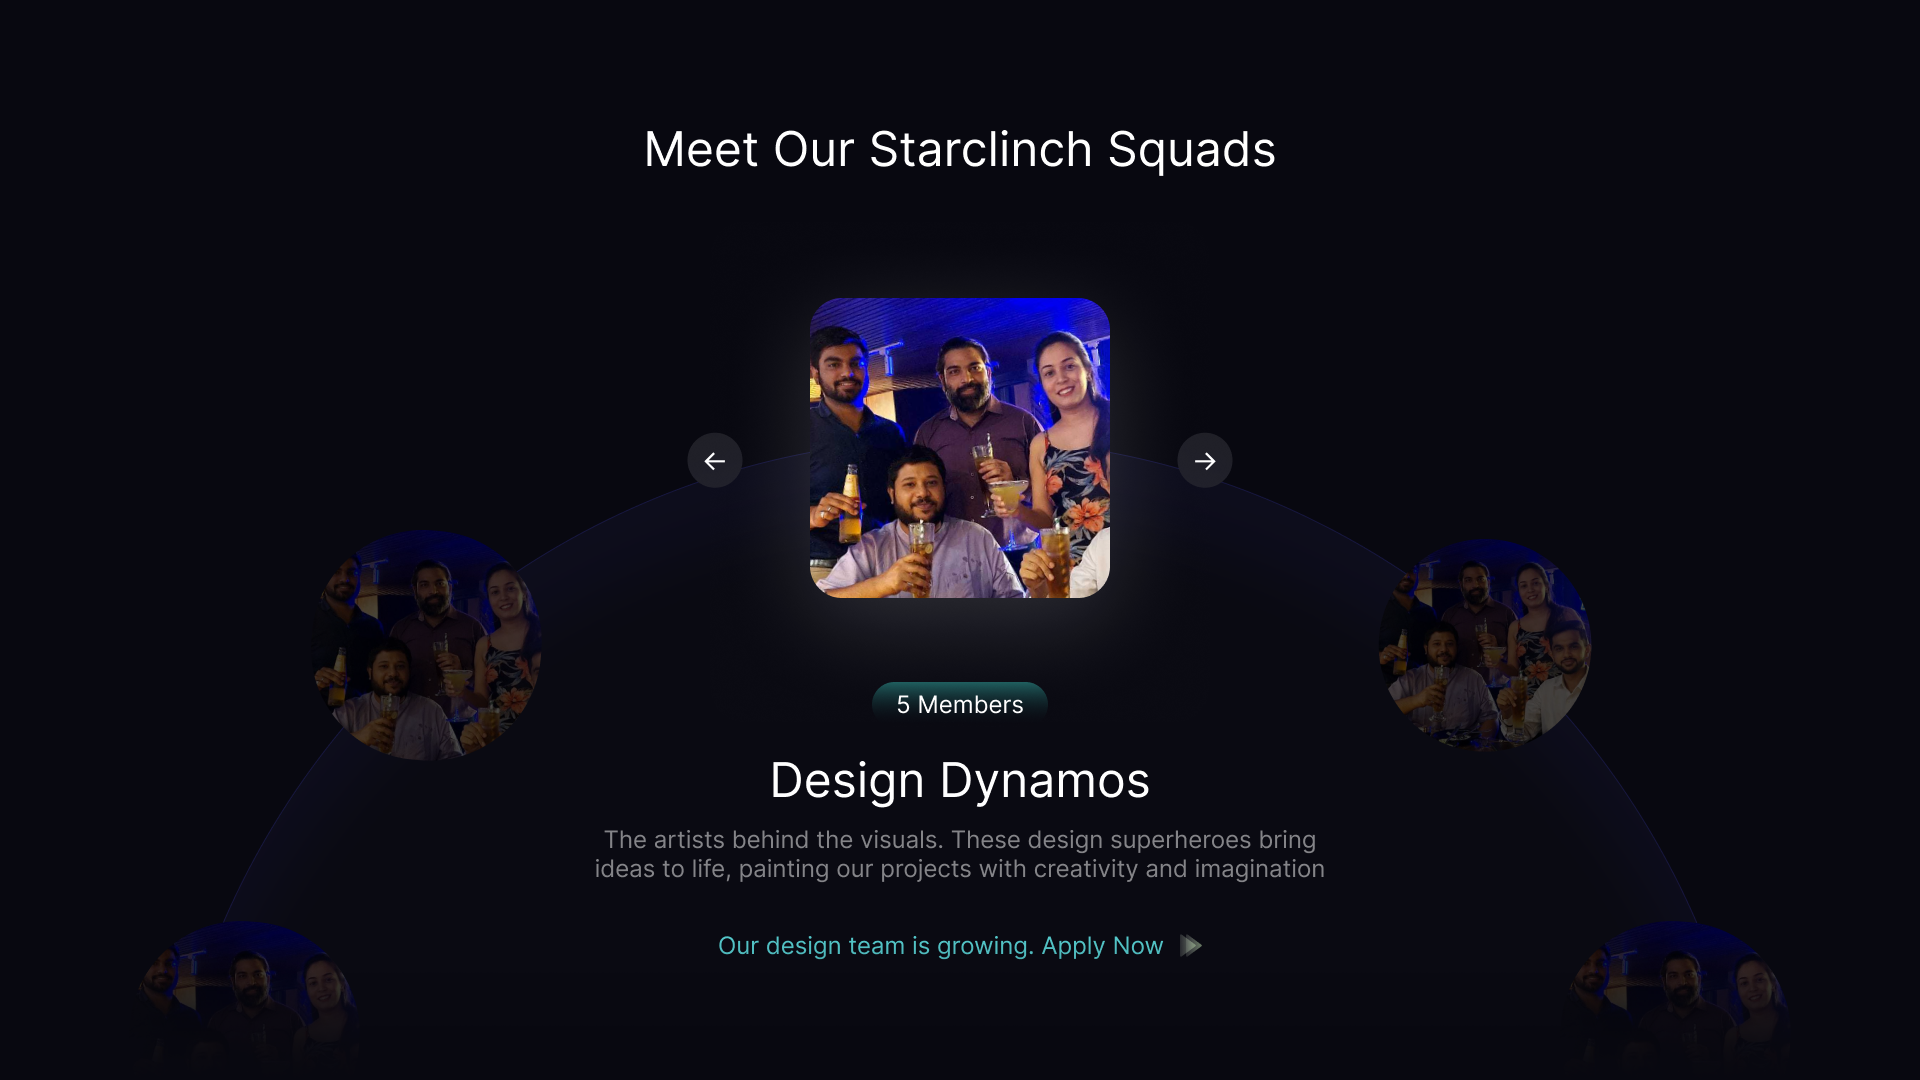 Meet Our Starclinch Squads
5 Members
Design Dynamos
The artists behind the visuals. These design superheroes bring
ideas to life, painting our projects with creativity and imagination
Our design team is growing. Apply Now